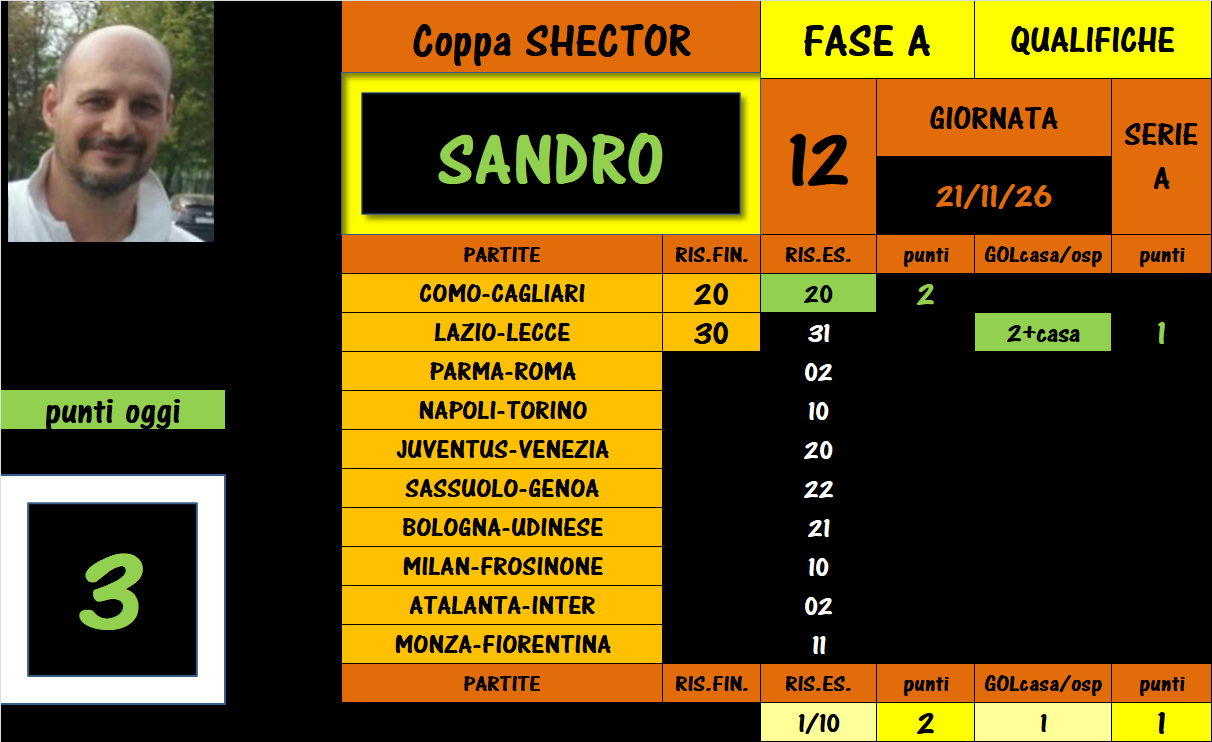 Coppa SHECTOR FASE A QUALIFICHE
SANDRO 12 GIORNATA SERIE A
21/11/26
PARTITE RIS.FIN. RIS.ES. punti GOLcasa/osp punti
COMO-CAGLIARI 20 20 2
LAZIO-LECCE 30 31 2+casa 1
PARMA-ROMA 02
NAPOLI-TORINO 10
punti oggi
JUVENTUS-VENEZIA 20
SASSUOLO-GENOA 22
BOLOGNA-UDINESE 21
MILAN-FROSINONE 10
3
ATALANTA-INTER 02
MONZA-FIORENTINA 11
PARTITE RIS.FIN. RIS.ES. punti GOLcasa/osp punti
1/10 2 1 1